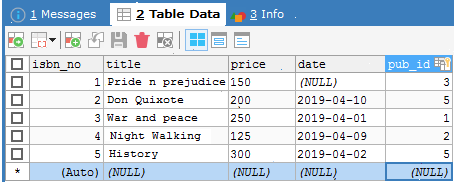 1 Messages 2 Table Data 3 Info
isbn_no title price date pub_id
1 Pride n prejudice 150 (NULL) 3
2 Don Quixote 200 2019-04-10 5
3 War and peace 250 2019-04-01 1
4 Night Walking 125 2019-04-09 2
5 History 300 2019-04-02 5
* (Auto) (NULL) (NULL) (NULL) (NULL)